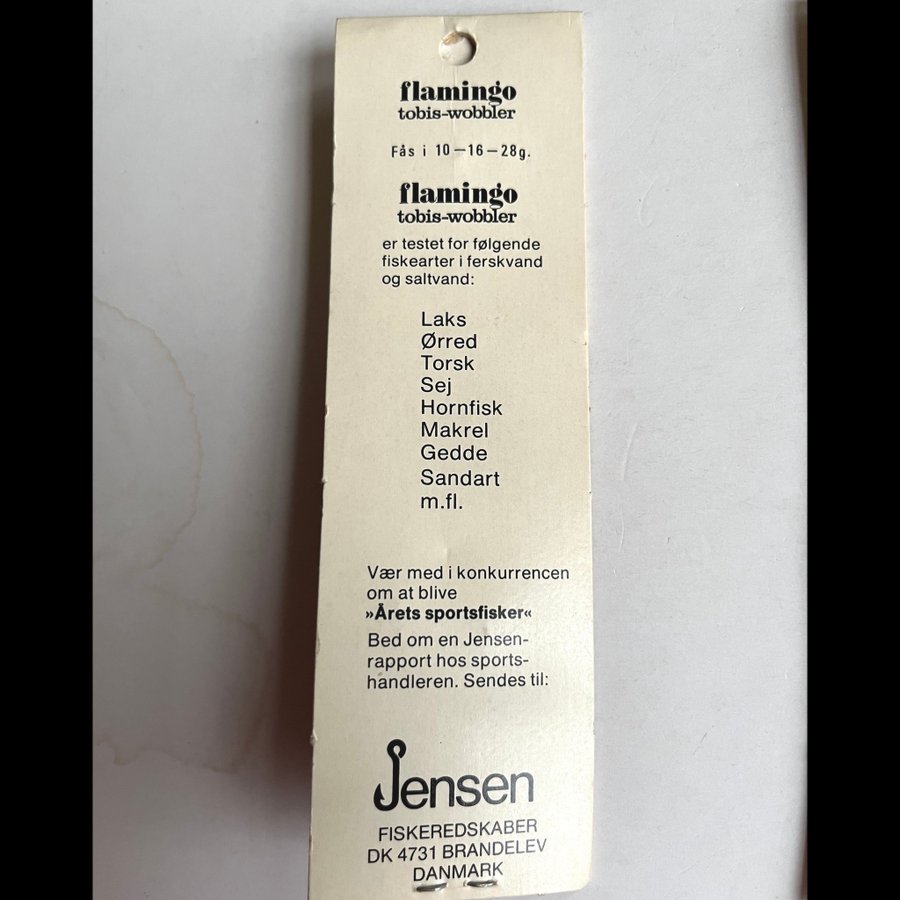 flamingo
tobis-wobbler
Fås i 10-16-28g.
flamingo
tobis-wobbler
er testet for følgende
fiskearter i ferskvand
og saltvand:
Laks
Ørred
Torsk
Sej
Hornfisk
Makrel
Gedde
Sandart
m.fl.
Vær med i konkurrencen
om at blive
»Årets sportsfisker«
Bed om en Jensen-
rapport hos sports-
handleren. Sendes til:
Jensen
FISKEREDSKABER
DK 4731 BRANDELEV
DANMARK